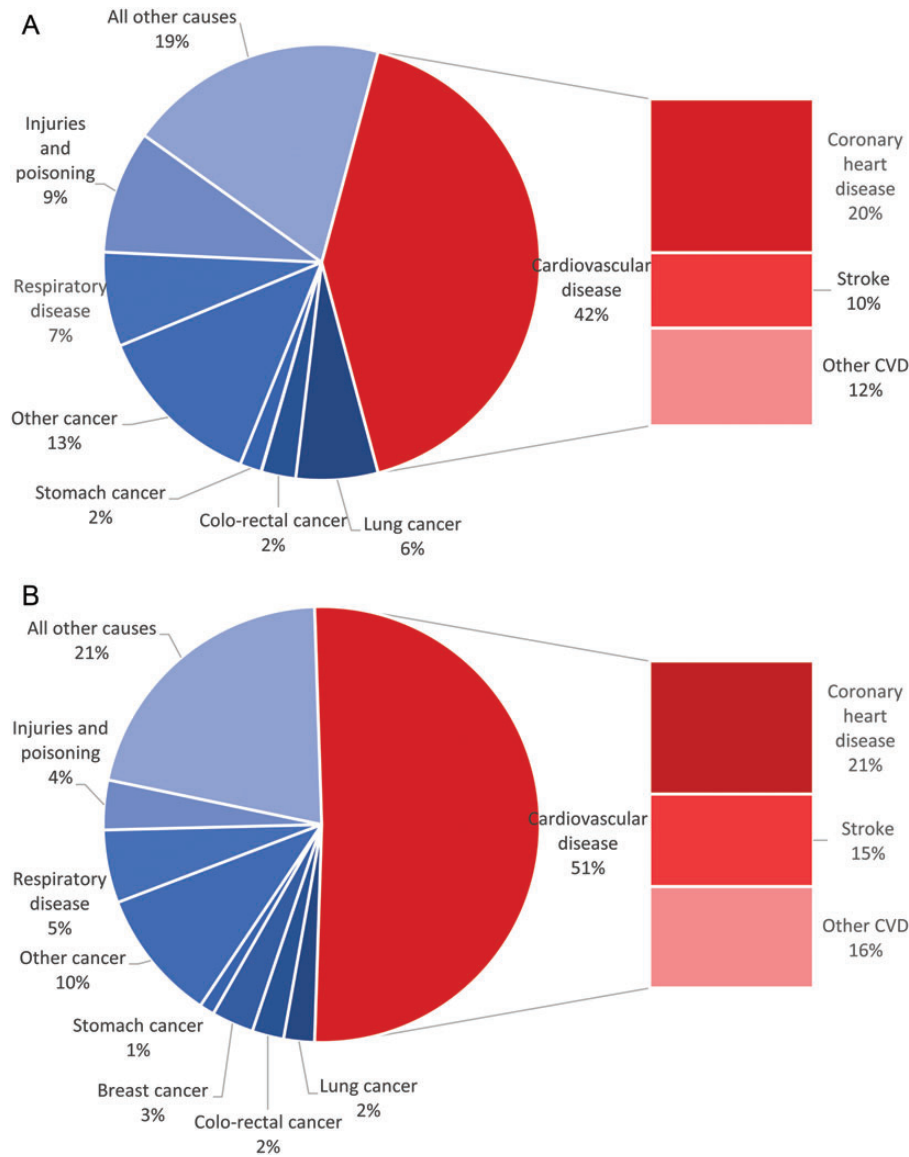 A
All other causes
19%
Injuries
and
poisoning
9%
Respiratory
disease
7%
Other cancer
13%
Stomach cancer
2%
Colo-rectal cancer
2%
Lung cancer
6%
Cardiovascular
disease
42%
Coronary
heart
disease
20%
Stroke
10%
Other CVD
12%
B
All other causes
21%
Injuries and
poisoning
4%
Respiratory
disease
5%
Other cancer
10%
Stomach cancer
1%
Breast cancer
3%
Colo-rectal cancer
2%
Lung cancer
2%
Cardiovascular
disease
51%
Coronary
heart
disease
21%
Stroke
15%
Other CVD
16%